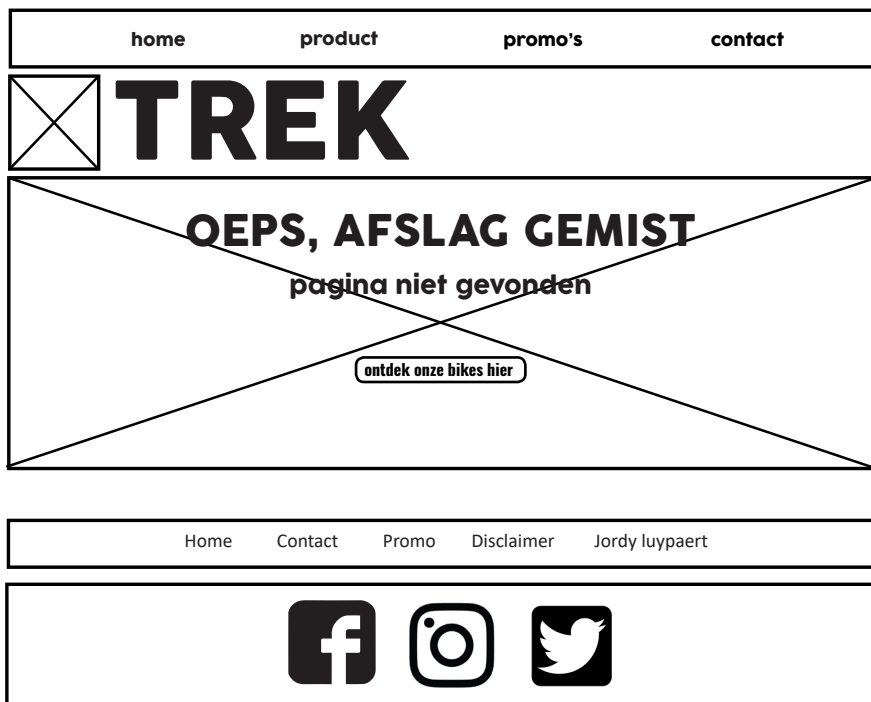 home product promo's contact
TREK
OEPS, AFSLAG GEMIST
pagina niet gevonden
ontdek onze bikes hier
Home Contact Promo Disclaimer Jordy luypaert